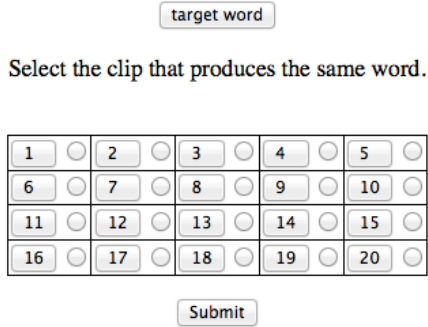 target word
Select the clip that produces the same word.
1 2 3 4 5
6 7 8 9 10
11 12 13 14 15
16 17 18 19 20
Submit